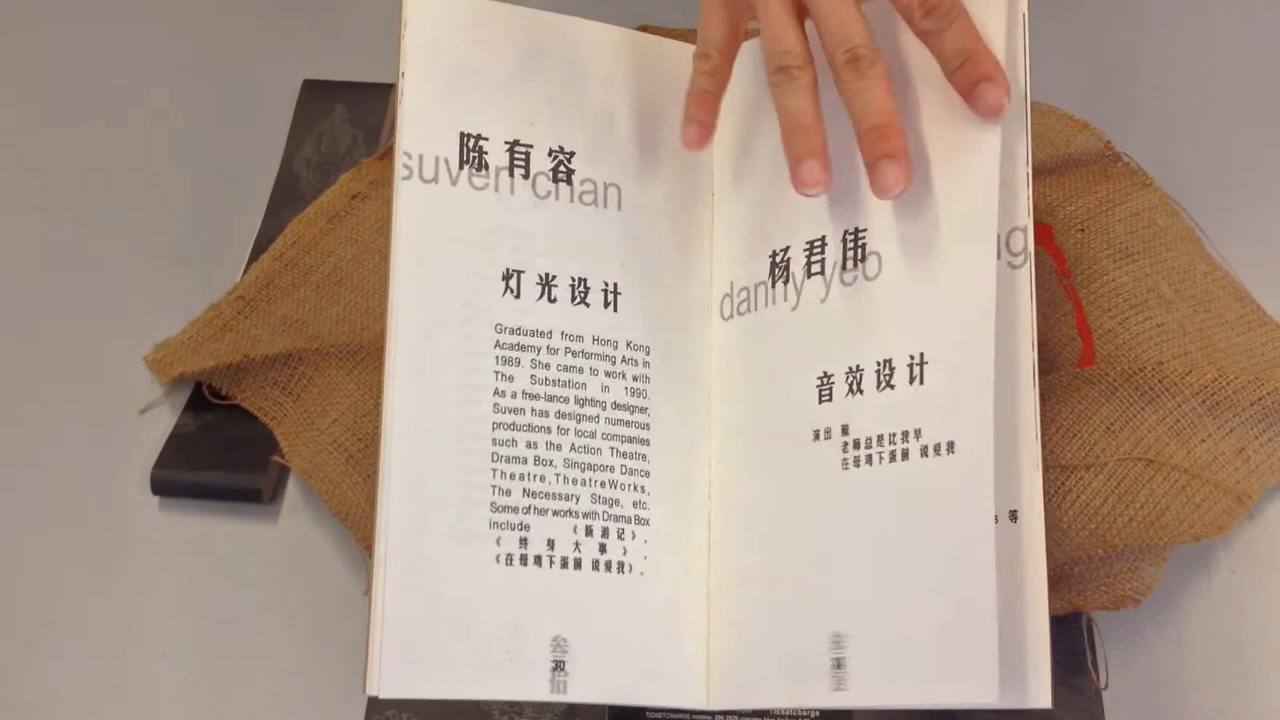 陈有容
suven chan
灯光设计
Graduated from Hong Kong
Academy for Performing Arts in
1989. She came to work with
The Substation in 1990.
As a free-lance lighting designer,
Suven has designed numerous
productions for local companies
such as the Action Theatre,
Drama Box, Singapore Dance
Theatre, TheatreWorks,
The Necessary Stage, etc.
Some of her works with Drama Box
include 《新游记》,
《终身大事》,
《在母鸡下蛋前 说爱我》.
30
杨君伟
danny yeo
音效设计
演出
老师总是比我早
在母鸡下蛋前 说爱我
ng
s 等
Ticketcharge